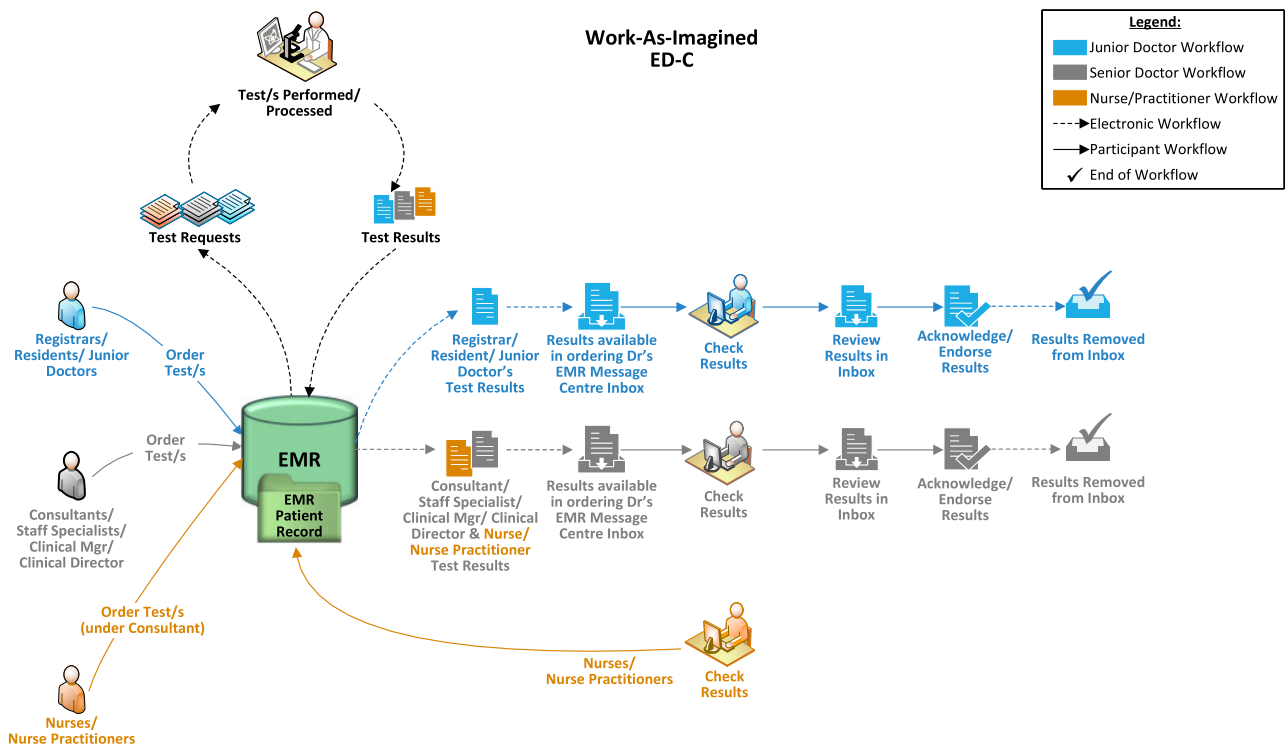 Work-As-Imagined
ED-C
Legend:
Junior Doctor Workflow
Senior Doctor Workflow
Nurse/Practitioner Workflow
Electronic Workflow
Participant Workflow
End of Workflow
Test/s Performed/
Processed
Test Requests
Test Results
Registrars/
Residents/ Junior
Doctors
Order
Test/s
Registrar/
Resident/ Junior
Doctor's
Test Results
Results available
in ordering Dr's
EMR Message
Centre Inbox
Check
Results
Review
Results in
Inbox
Acknowledge/
Endorse
Results
Results Removed
from Inbox
Order
Test/s
Consultants/
Staff Specialists/
Clinical Mgr/
Clinical Director
EMR
EMR
Patient
Record
Consultant/
Staff Specialist/
Clinical Mgr/ Clinical
Director & Nurse/
Nurse Practitioner
Test Results
Results available
in ordering Dr's
EMR Message
Centre Inbox
Check
Results
Review
Results in
Inbox
Acknowledge/
Endorse
Results
Results Removed
from Inbox
Order Test/s
(under Consultant)
Nurses/
Nurse Practitioners
Nurses/
Nurse Practitioners
Check
Results